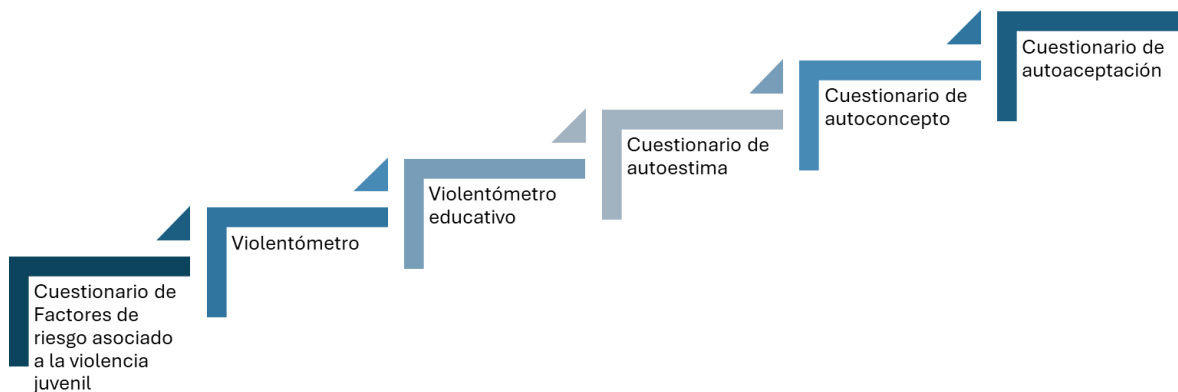 Cuestionario de
Factores de
riesgo asociado
a la violencia
juvenil
Violentómetro
Violentómetro
educativo
Cuestionario de
autoestima
Cuestionario de
autoconcepto
Cuestionario de
autoaceptación